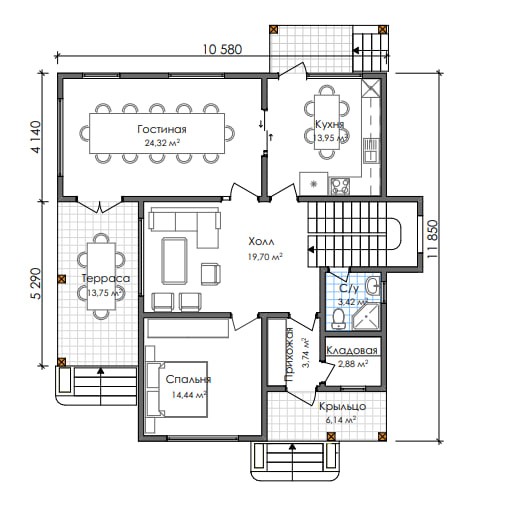 10 580
4 140
Гостиная
24,32 м²
Кухня
13,95 м²
Холл
19,70 м²
11 850
5 290
Терраса
13,75 м²
С/у
3,42 м²
Прихожая
3,74 м²
Кладовая
2,88 м²
Спальня
14,44 м²
Крыльцо
6,14 м²